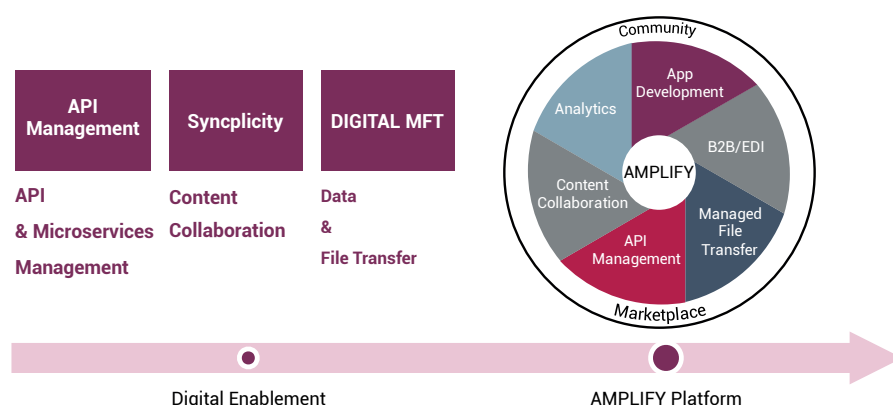 API
Management
Syncplicity
DIGITAL MFT
API
& Microservices
Management
Content
Collaboration
Data
&
File Transfer
Community
App
Development
Analytics
B2B/EDI
AMPLIFY
Content
Collaboration
Managed
File
Transfer
API
Management
Marketplace
Digital Enablement
AMPLIFY Platform